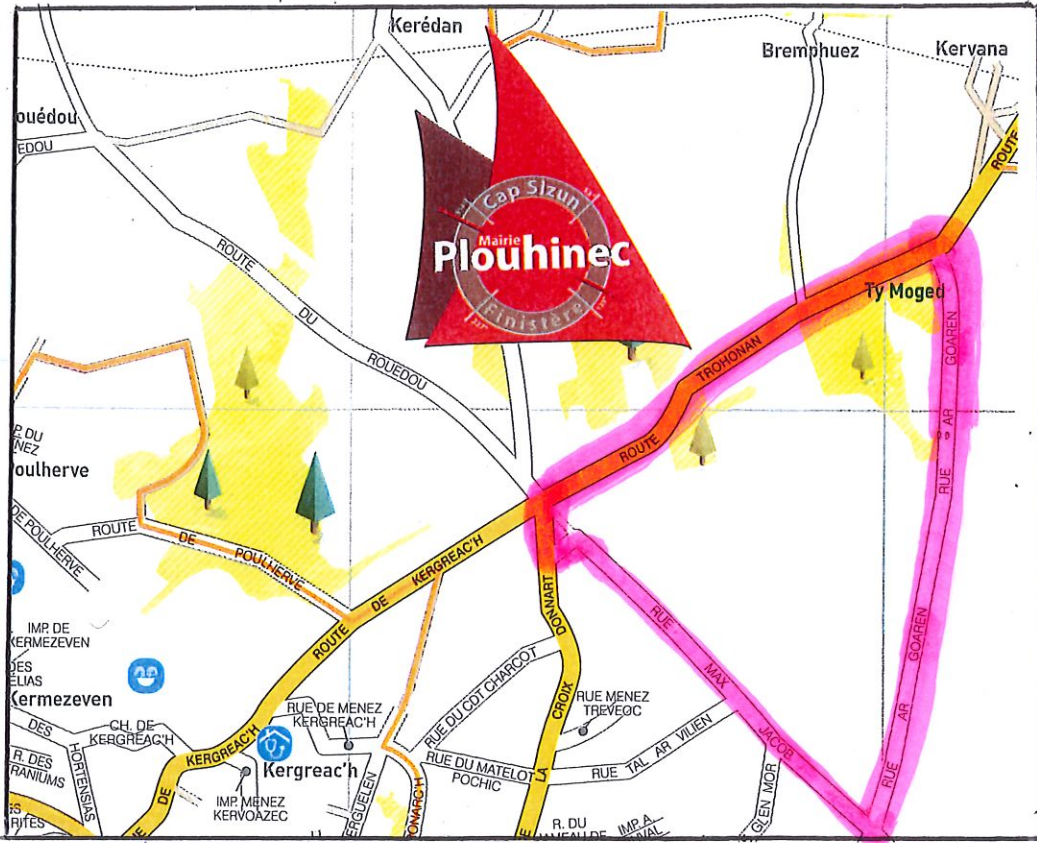 Kerédan
Bremphuez
Kervana
ouédou
EDOU
ROUTE
ROUTE
DU
ROUEDOU
Cap Sizun
Mairie
Plouhinec
Finistère
Ty Moged
GOAREN
AR
RUE
TROHONAN
ROUTE
P. DU
NEZ
oulherve
DE POULHERVE
ROUTE
DE
POULHERVE
ROUTE
DE
KERGREAC'H
DONNART
CROIX
LA
RUE
MAX
JACOB
GOAREN
AR
RUE
IMP. DE
KERMEZEVEN
DES
ELIAS
Kermezeven
DES
HORTENSIAS
R. DES
RANIUMS
RITES
CH. DE
KERGREAC'H
DE
KERGREAC'H
RUE DE MENEZ
KERGREAC'H
Kergreac'h
IMP. MENEZ
KERVOAZEC
ERGUELEN
ONARC'H
RUE DU CDT CHARCOT
RUE DU MATELOT
POCHIC
RUE MENEZ
TREVEOC
RUE TAL AR VILIEN
GLEN MOR
R. DU
IMP. A.